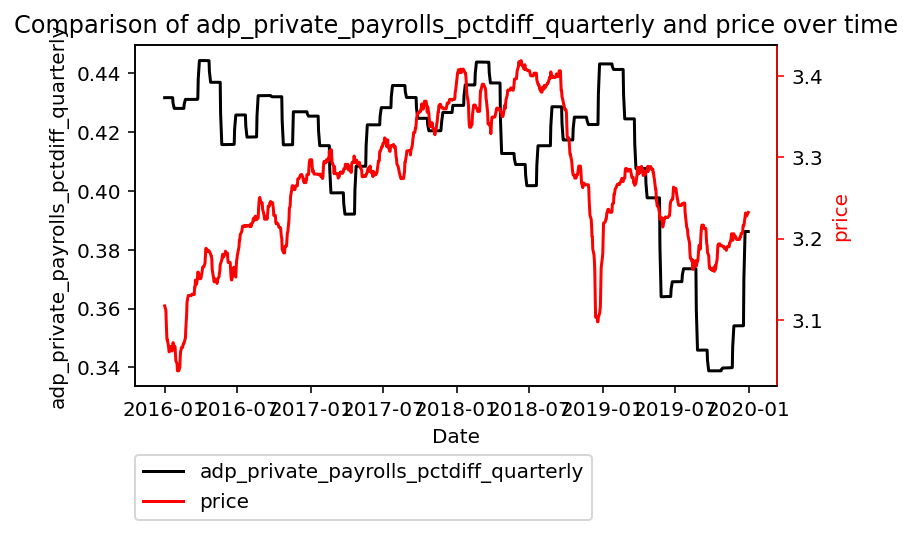 Comparison of adp_private_payrolls_pctdiff_quarterly and price over time
adp_private_payrolls_pctdiff_quarterly
0.44
0.42
0.40
0.38
0.36
0.34
3.4
3.3
3.2
3.1
price
2016-01 2016-07 2017-01 2017-07 2018-01 2018-07 2019-01 2019-07 2020-01
Date
adp_private_payrolls_pctdiff_quarterly
price